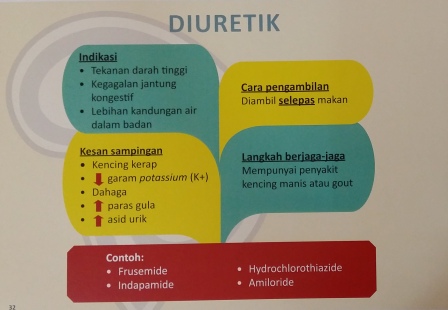 DIURETIK
Indikasi
• Tekanan darah tinggi
• Kegagalan jantung
kongestif
• Lebihan kandungan air
dalam badan
Cara pengambilan
Diambil selepas makan
Kesan sampingan
• Kencing kerap
• ↓ garam potassium (K+)
• Dahaga
• ↑ paras gula
• ↑ asid urik
Langkah berjaga-jaga
Mempunyai penyakit
kencing manis atau gout
Contoh:
• Frusemide
• Indapamide
• Hydrochlorothiazide
• Amiloride
32